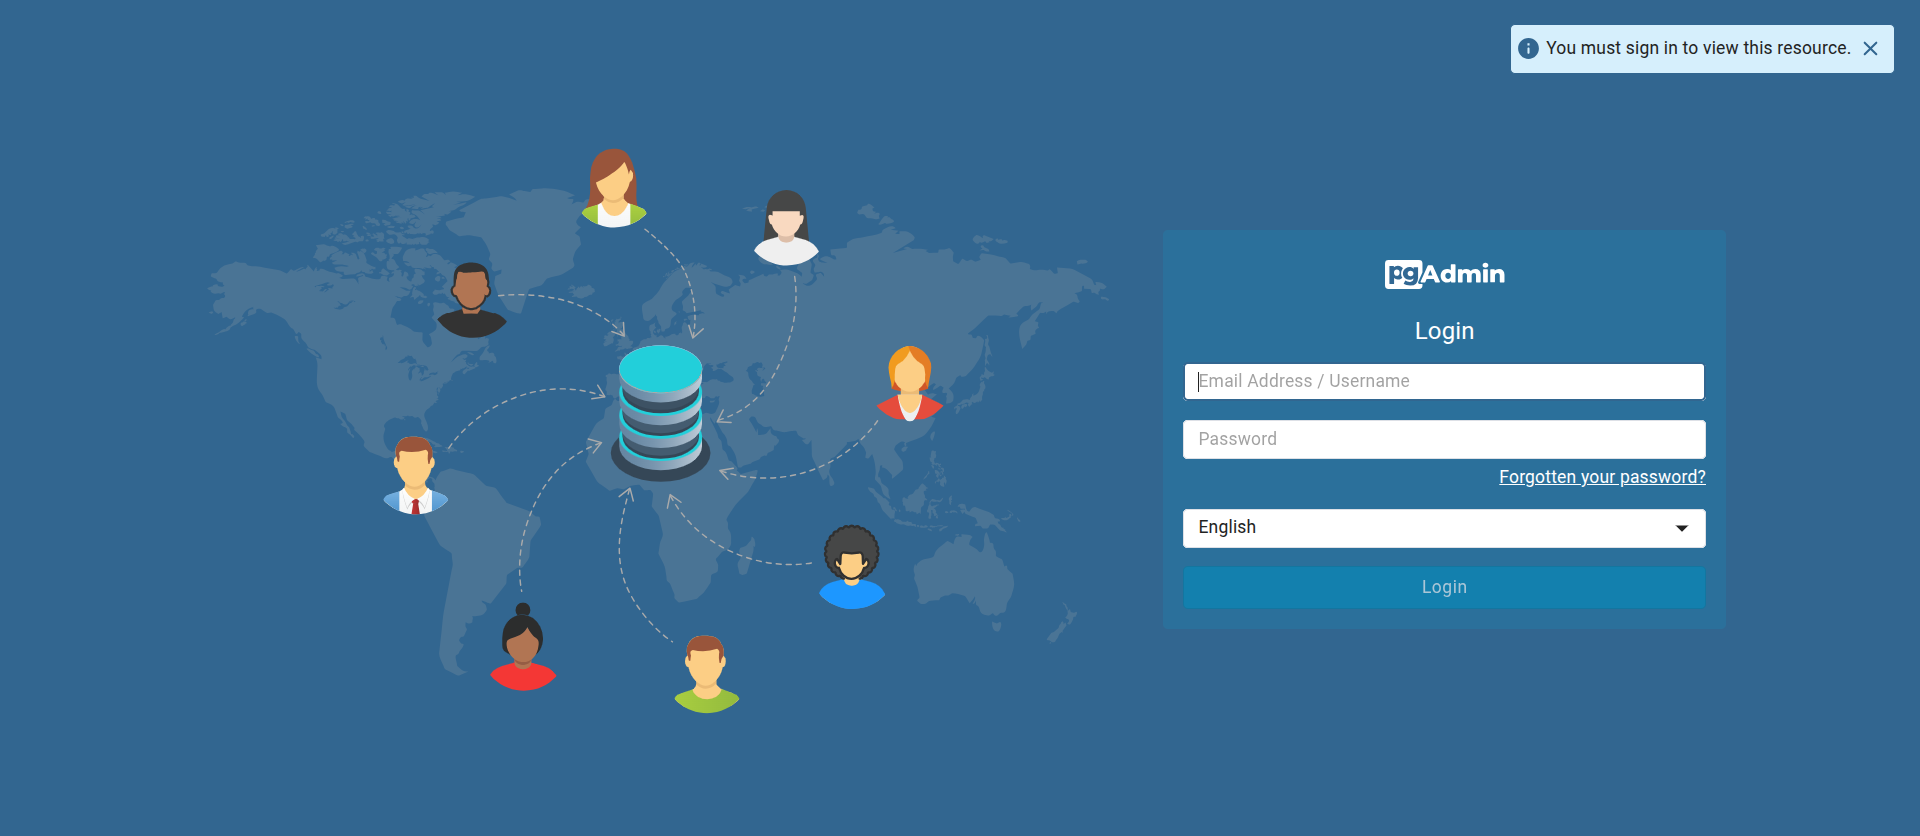 You must sign in to view this resource.
pgAdmin
Login
Email Address / Username
Password
Forgotten your password?
English
Login